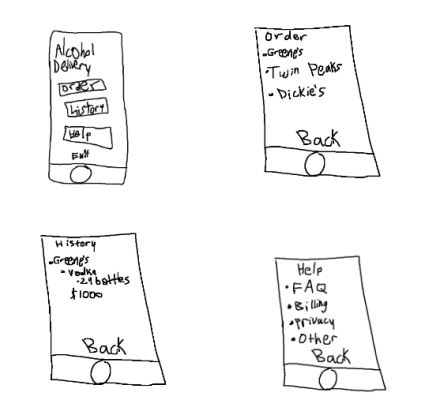 Alcohol
Delivery
Order
History
Help
Exit
Order
• Greene's
• Twin Peaks
• Dickie's
Back
History
• Greene's
• Vodka
• 24 bottles
$1000
Back
Help
• FAQ
• Billing
• Privacy
• Other
Back